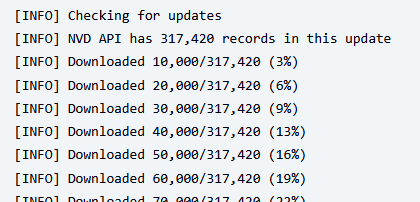 [INFO] Checking for updates
[INFO] NVD API has 317,420 records in this update
[INFO] Downloaded 10,000/317,420 (3%)
[INFO] Downloaded 20,000/317,420 (6%)
[INFO] Downloaded 30,000/317,420 (9%)
[INFO] Downloaded 40,000/317,420 (13%)
[INFO] Downloaded 50,000/317,420 (16%)
[INFO] Downloaded 60,000/317,420 (19%)
[INFO] Downloaded 70,000/317,420 (22%)